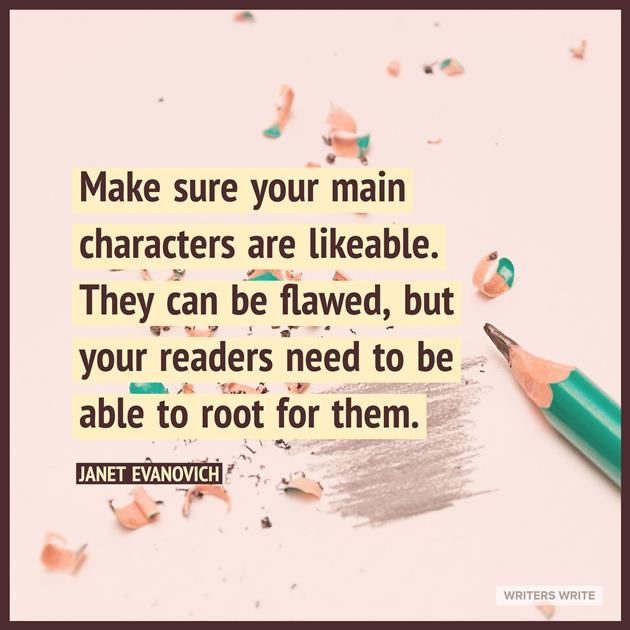 Make sure your main
characters are likeable.
They can be flawed, but
your readers need to be
able to root for them.
JANET EVANOVICH
WRITERS WRITE